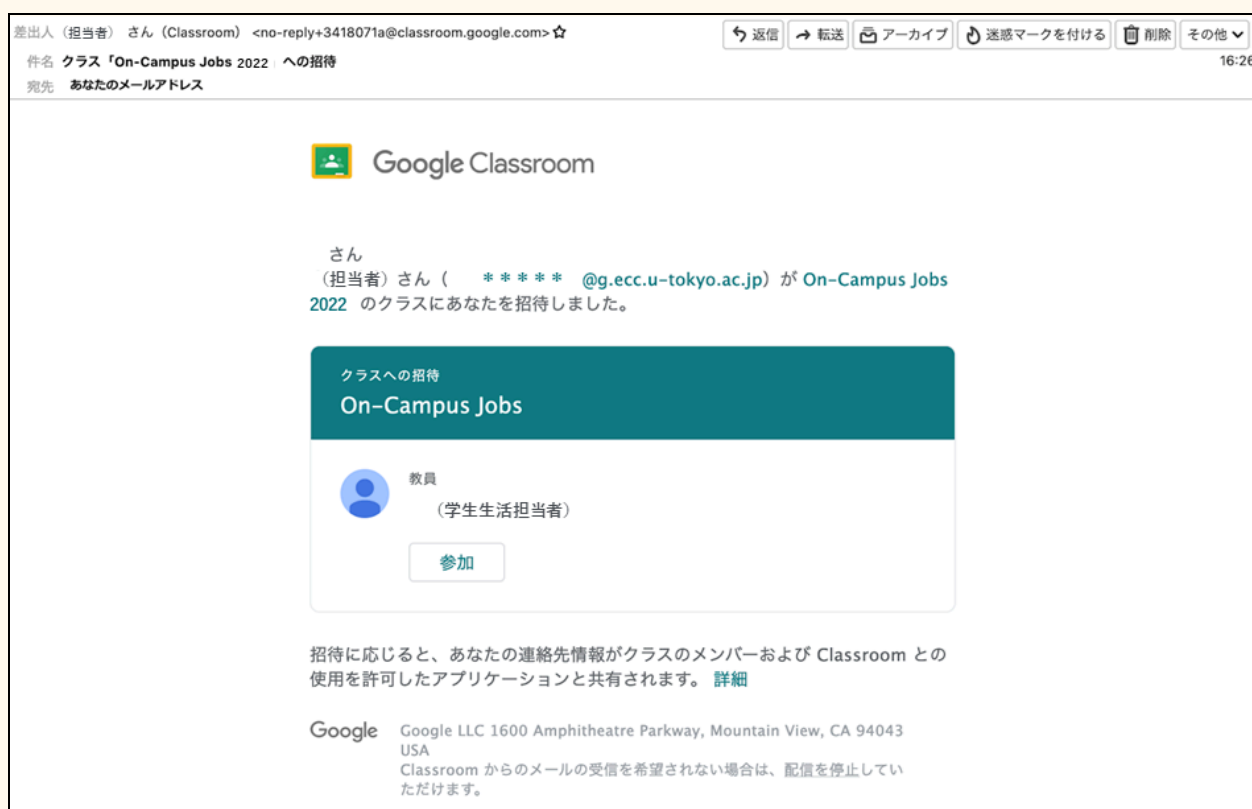 差出人 （担当者） さん（Classroom）<no-reply+3418071a@classroom.google.com>☆ 返信 転送 アーカイブ 迷惑マークを付ける 削除 その他
件名 クラス「On-Campus Jobs 2022 への招待 16:26
宛先 あなたのメールアドレス
Google Classroom
さん
（担当者）さん（ ＊＊＊＊＊ @g.ecc.u-tokyo.ac.jp）が On-Campus Jobs
2022 のクラスにあなたを招待しました。
クラスへの招待
On-Campus Jobs
教員
（学生生活担当者）
参加
招待に応じると、あなたの連絡先情報がクラスのメンバーおよび Classroom との
使用を許可したアプリケーションと共有されます。 詳細
Google Google LLC 1600 Amphitheatre Parkway, Mountain View, CA 94043
USA
Classroom からのメールの受信を希望されない場合は、配信を停止してい
ただけます。